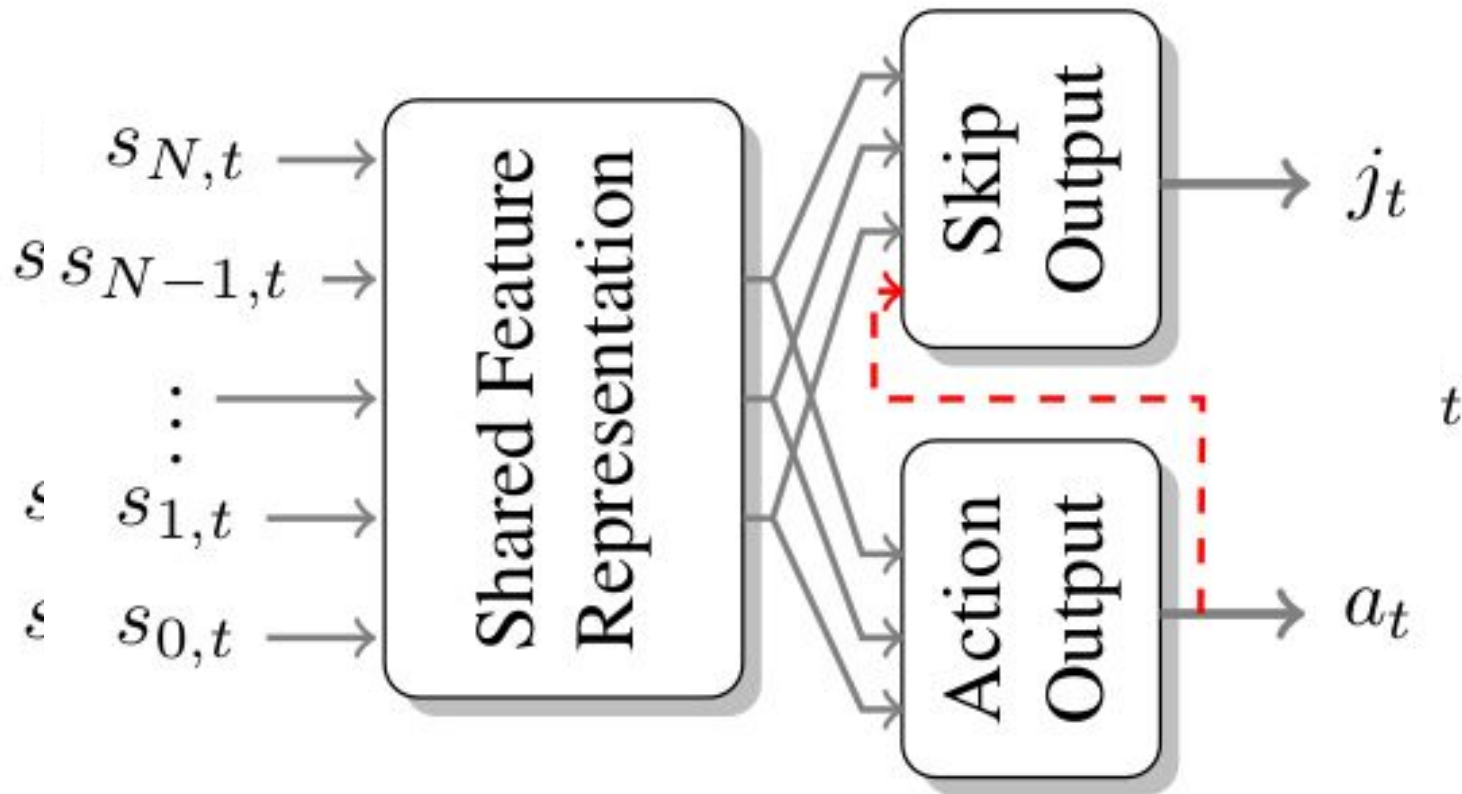 s_{N,t}
s s_{N-1,t}
⋮
s_{1,t}
s_{0,t}
Shared Feature
Representation
Skip
Output
j_t
t
Action
Output
a_t